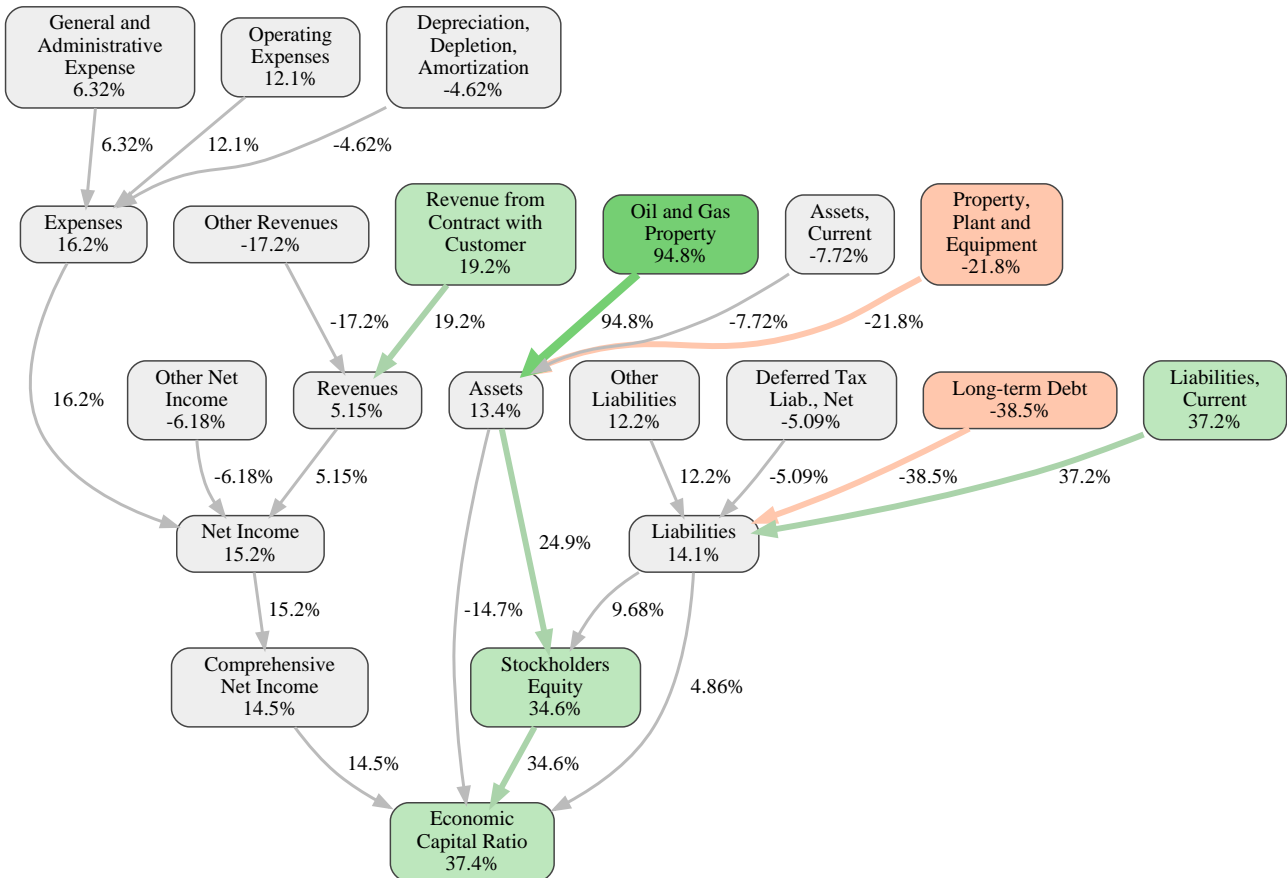 General and
Administrative
Expense
6.32%
Operating
Expenses
12.1%
Depreciation,
Depletion,
Amortization
-4.62%
6.32%
12.1%
-4.62%
Expenses
16.2%
Other Revenues
-17.2%
Revenue from
Contract with
Customer
19.2%
Oil and Gas
Property
94.8%
Assets,
Current
-7.72%
Property,
Plant and
Equipment
-21.8%
-17.2%
19.2%
94.8%
-7.72%
-21.8%
16.2%
Other Net
Income
-6.18%
Revenues
5.15%
Assets
13.4%
Other
Liabilities
12.2%
Deferred Tax
Liab., Net
-5.09%
Long-term Debt
-38.5%
Liabilities,
Current
37.2%
-6.18%
5.15%
12.2%
-5.09%
-38.5%
37.2%
Net Income
15.2%
Liabilities
14.1%
24.9%
15.2%
-14.7%
9.68%
4.86%
Comprehensive
Net Income
14.5%
Stockholders
Equity
34.6%
14.5%
34.6%
Economic
Capital Ratio
37.4%